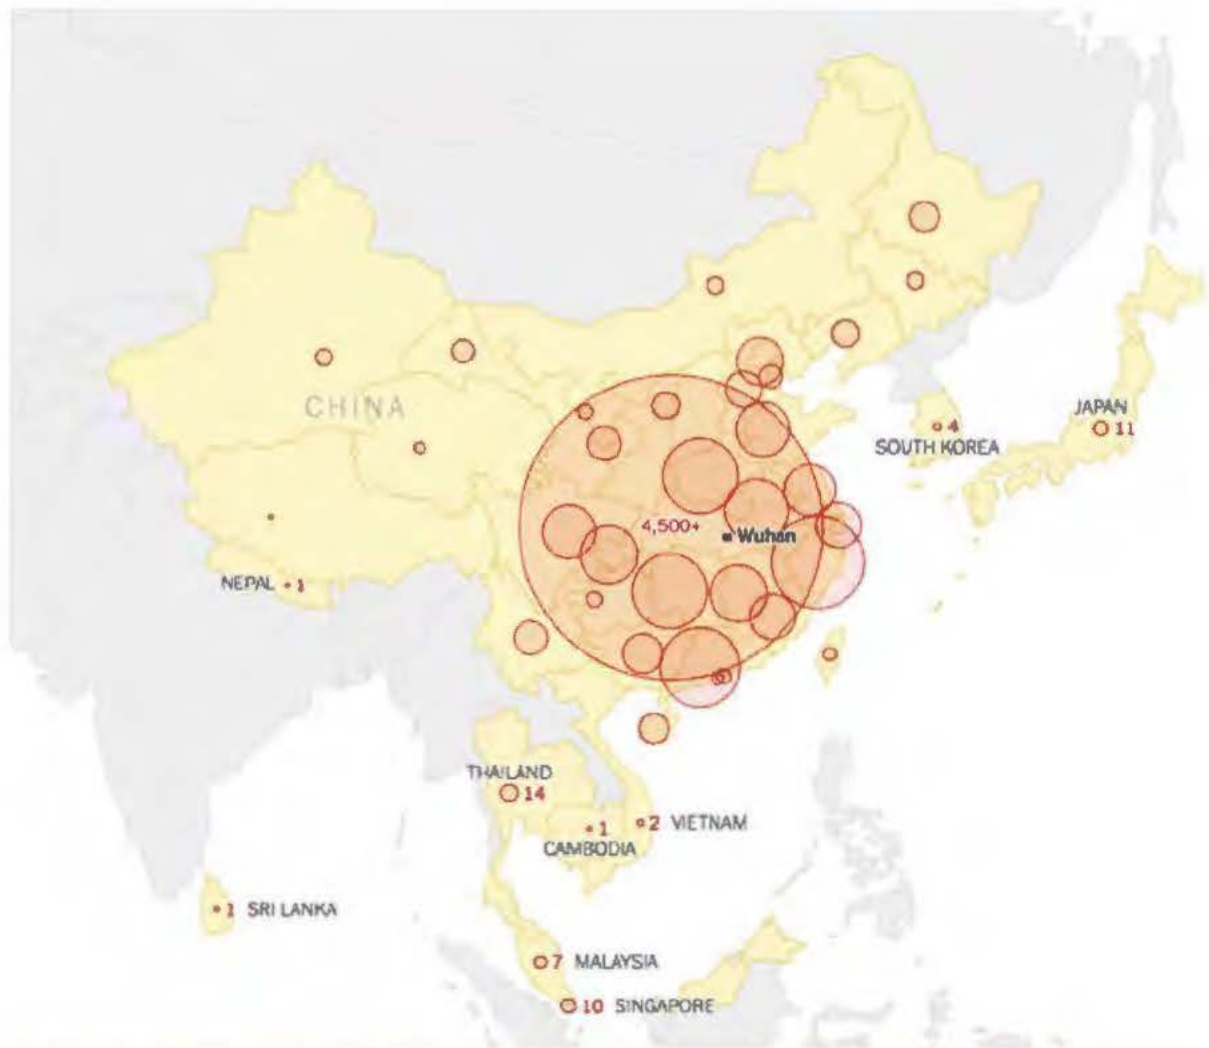 CHINA
JAPAN
11
4
SOUTH KOREA
4,500+
Wuhan
NEPAL 1
THAILAND
14
1
CAMBODIA
2 VIETNAM
1 SRI LANKA
7 MALAYSIA
10 SINGAPORE